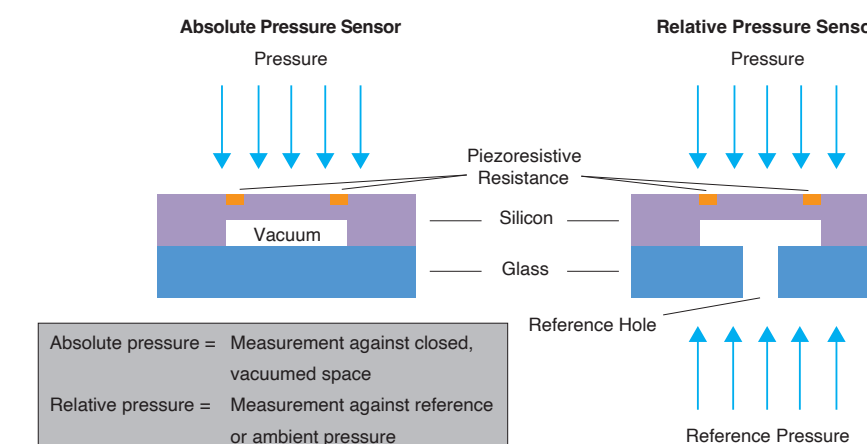 Absolute Pressure Sensor
Pressure
Relative Pressure Senso
Pressure
Piezoresistive
Resistance
Silicon
Vacuum
Glass
Reference Hole
Absolute pressure = Measurement against closed,
vacuumed space
Relative pressure = Measurement against reference
or ambient pressure
Reference Pressure